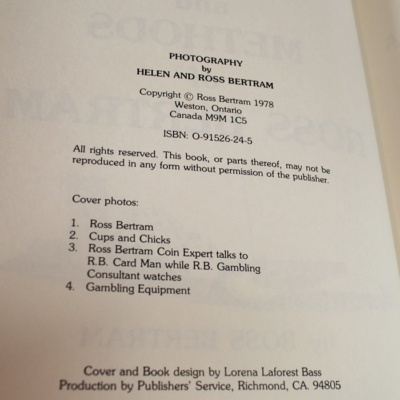 PHOTOGRAPHY
by
HELEN AND ROSS BERTRAM
Copyright © Ross Bertram 1978
Weston, Ontario
Canada M9M 1C5
ISBN: O-91526-24-5
All rights reserved. This book, or parts thereof, may not be
reproduced in any form without permission of the publisher.
Cover photos:
1. Ross Bertram
2. Cups and Chicks
3. Ross Bertram Coin Expert talks to
R.B. Card Man while R.B. Gambling
Consultant watches
4. Gambling Equipment
Cover and Book design by Lorena Laforest Bass
Production by Publishers' Service, Richmond, CA. 94805